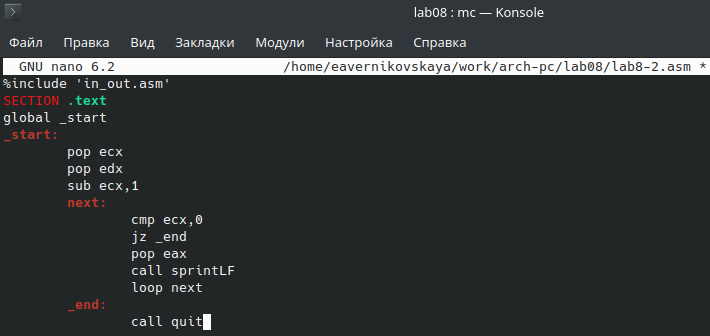 lab08 : mc — Konsole
Файл Правка Вид Закладки Модули Настройка Справка
GNU nano 6.2 /home/eavernikovskaya/work/arch-pc/lab08/lab8-2.asm *
%include 'in_out.asm'
SECTION .text
global _start
_start:
pop ecx
pop edx
sub ecx,1
next:
cmp ecx,0
jz _end
pop eax
call sprintLF
loop next
_end:
call quit